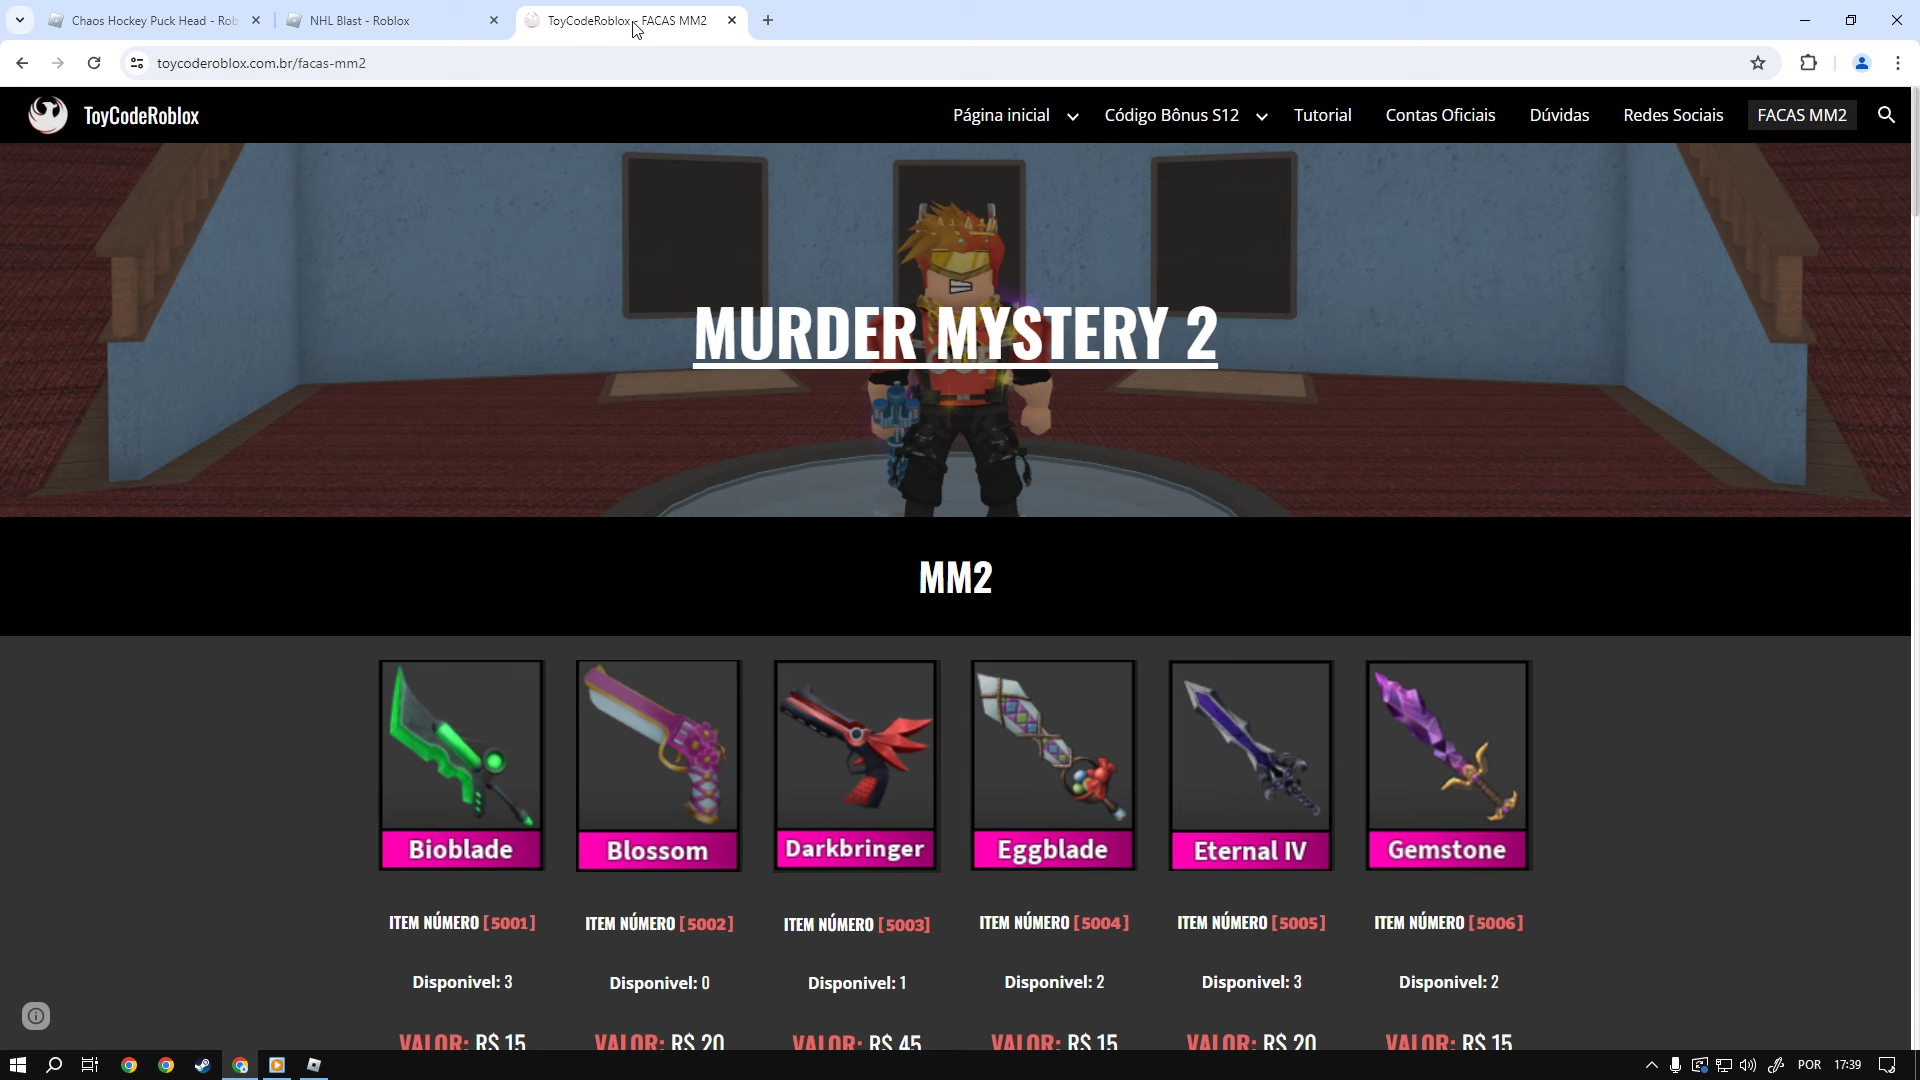 Chaos Hockey Puck Head - Rob
NHL Blast - Roblox
ToyCodeRoblox - FACAS MM2
toycoderoblox.com.br/facas-mm2
ToyCodeRoblox
Página inicial
Código Bônus S12
Tutorial
Contas Oficiais
Dúvidas
Redes Sociais
FACAS MM2
MURDER MYSTERY 2
MM2
Bioblade
Blossom
Darkbringer
Eggblade
Eternal IV
Gemstone
ITEM NÚMERO [5001]
ITEM NÚMERO [5002]
ITEM NÚMERO [5003]
ITEM NÚMERO [5004]
ITEM NÚMERO [5005]
ITEM NÚMERO [5006]
Disponivel: 3
Disponivel: 0
Disponivel: 1
Disponivel: 2
Disponivel: 3
Disponivel: 2
VALOR: R$ 15
VALOR: R$ 20
VALOR: R$ 45
VALOR: R$ 15
VALOR: R$ 20
VALOR: R$ 15
POR
17:39